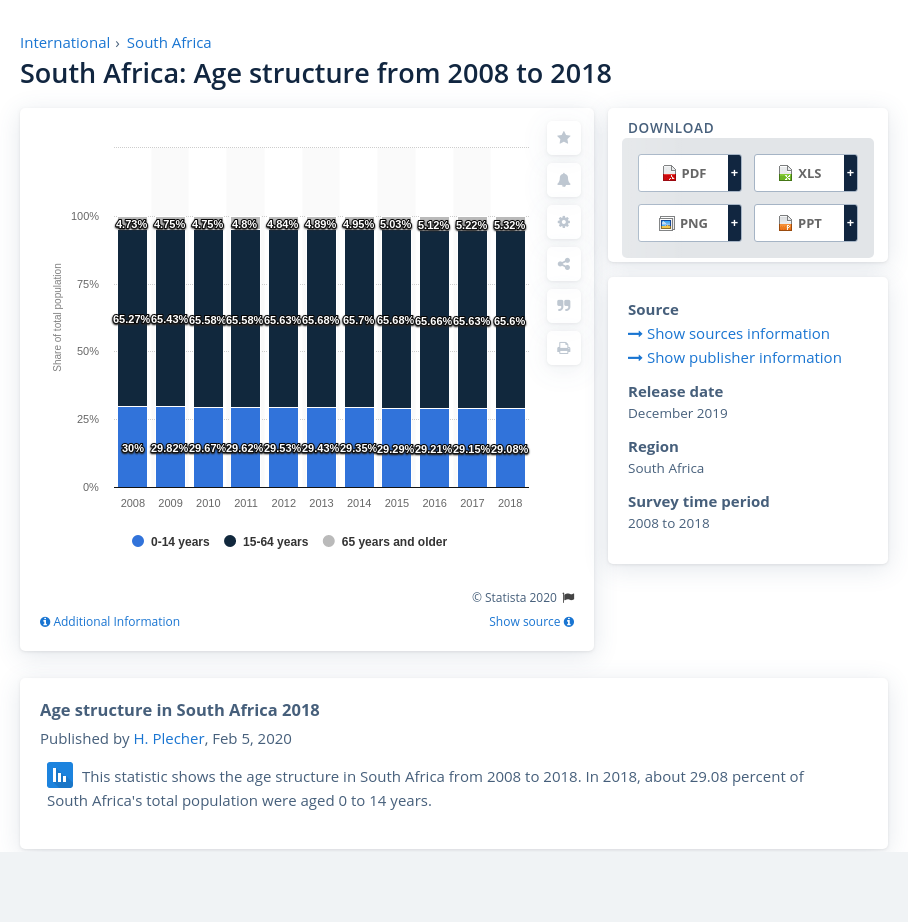 International › South Africa
South Africa: Age structure from 2008 to 2018
DOWNLOAD
PDF + XLS +
PNG + PPT +
Share of total population
100%
75%
50%
25%
0%
4.73% 4.75% 4.75% 4.8% 4.84% 4.89% 4.95% 5.03% 5.12% 5.22% 5.32%
65.27% 65.43% 65.58% 65.58% 65.63% 65.68% 65.7% 65.68% 65.66% 65.63% 65.6%
30% 29.82% 29.67% 29.62% 29.53% 29.43% 29.35% 29.29% 29.21% 29.15% 29.08%
2008 2009 2010 2011 2012 2013 2014 2015 2016 2017 2018
0-14 years 15-64 years 65 years and older
© Statista 2020
Additional Information Show source
Source
Show sources information
Show publisher information
Release date
December 2019
Region
South Africa
Survey time period
2008 to 2018
Age structure in South Africa 2018
Published by H. Plecher, Feb 5, 2020
This statistic shows the age structure in South Africa from 2008 to 2018. In 2018, about 29.08 percent of
South Africa's total population were aged 0 to 14 years.